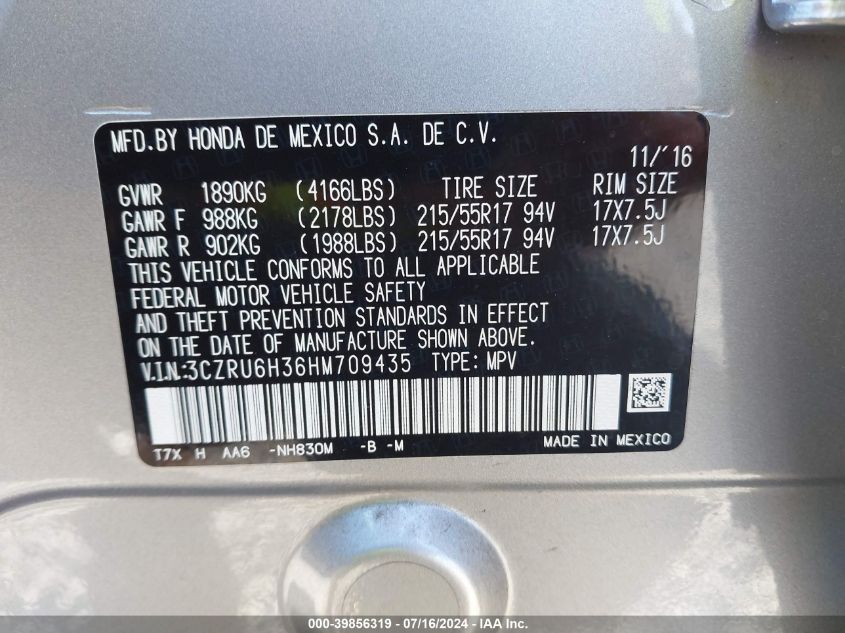 MFD.BY HONDA DE MEXICO S.A. DE C.V.
11/'16
GVWR 1890KG (4166LBS) TIRE SIZE RIM SIZE
GAWR F 988KG (2178LBS) 215/55R17 94V 17X7.5J
GAWR R 902KG (1988LBS) 215/55R17 94V 17X7.5J
THIS VEHICLE CONFORMS TO ALL APPLICABLE
FEDERAL MOTOR VEHICLE SAFETY
AND THEFT PREVENTION STANDARDS IN EFFECT
ON THE DATE OF MANUFACTURE SHOWN ABOVE.
V.I.N.:3CZRU6H36HM709435 TYPE: MPV
T7X H AA6 -NH830M -B -M MADE IN MEXICO
000-39856319 - 07/16/2024 - IAAI.COM